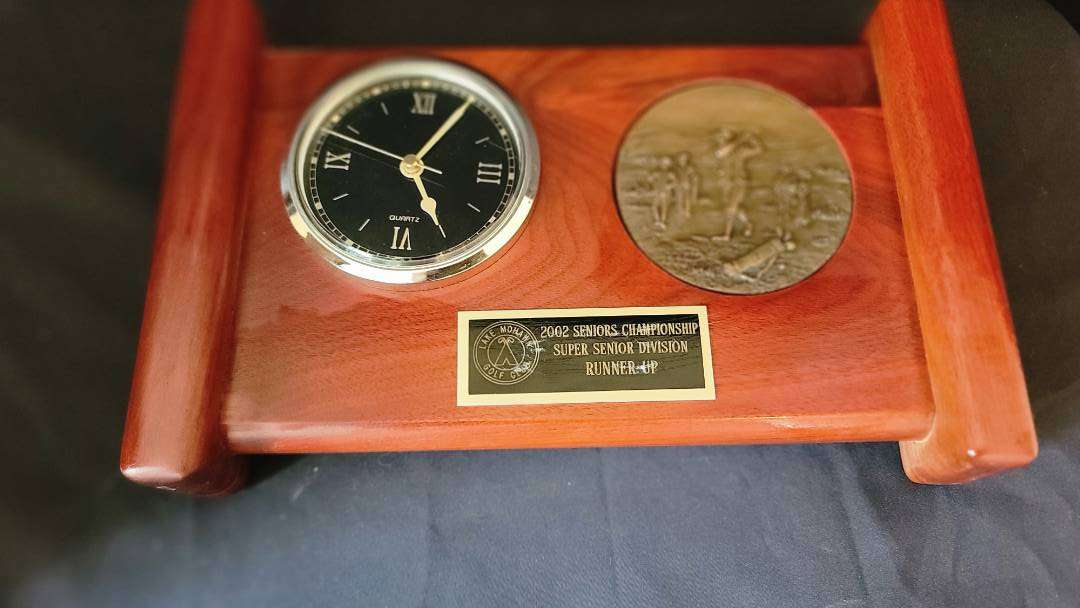 XII
III
VI
IX
QUARTZ
LAKE MOHAWK
GOLF CLUB
2002 SENIORS CHAMPIONSHIP
SUPER SENIOR DIVISION
RUNNER-UP